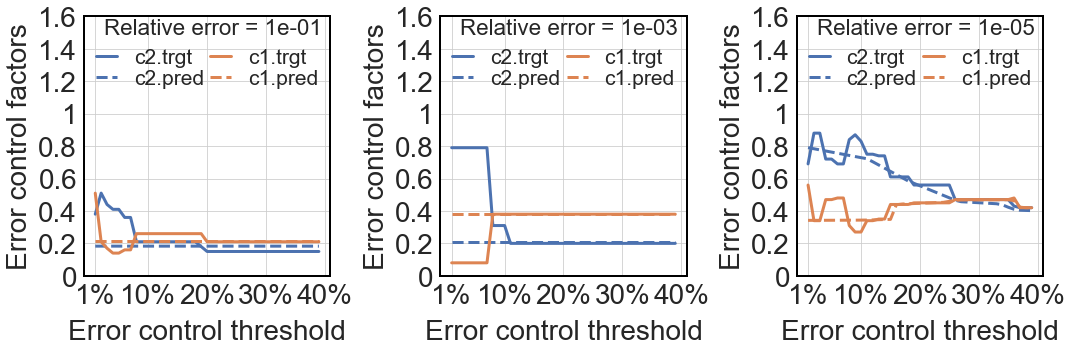 Error control factors
1.6
1.4
1.2
1
0.8
0.6
0.4
0.2
0
Relative error = 1e-01
c2.trgt c1.trgt
c2.pred c1.pred
1% 10% 20% 30% 40%
Error control threshold
Error control factors
1.6
1.4
1.2
1
0.8
0.6
0.4
0.2
0
Relative error = 1e-03
c2.trgt c1.trgt
c2.pred c1.pred
1% 10% 20% 30% 40%
Error control threshold
Error control factors
1.6
1.4
1.2
1
0.8
0.6
0.4
0.2
0
Relative error = 1e-05
c2.trgt c1.trgt
c2.pred c1.pred
1% 10% 20% 30% 40%
Error control threshold